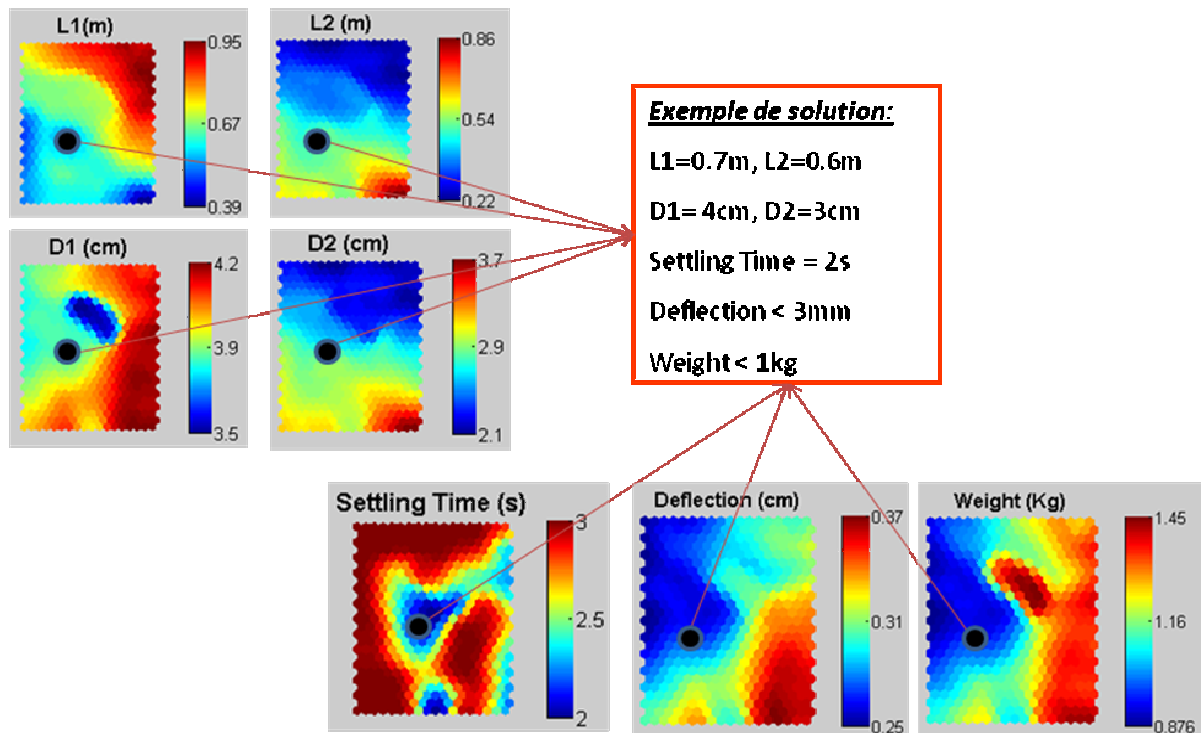 L1(m)
0.95
0.67
0.39
L2 (m)
0.86
0.54
0.22
Exemple de solution:
L1=0.7m, L2=0.6m
D1= 4cm, D2=3cm
Settling Time = 2s
Deflection < 3mm
Weight < 1kg
D1 (cm)
4.2
3.9
3.5
D2 (cm)
3.7
2.9
2.1
Settling Time (s)
3
2.5
2
Deflection (cm)
0.37
0.31
0.25
Weight (Kg)
1.45
1.16
0.876